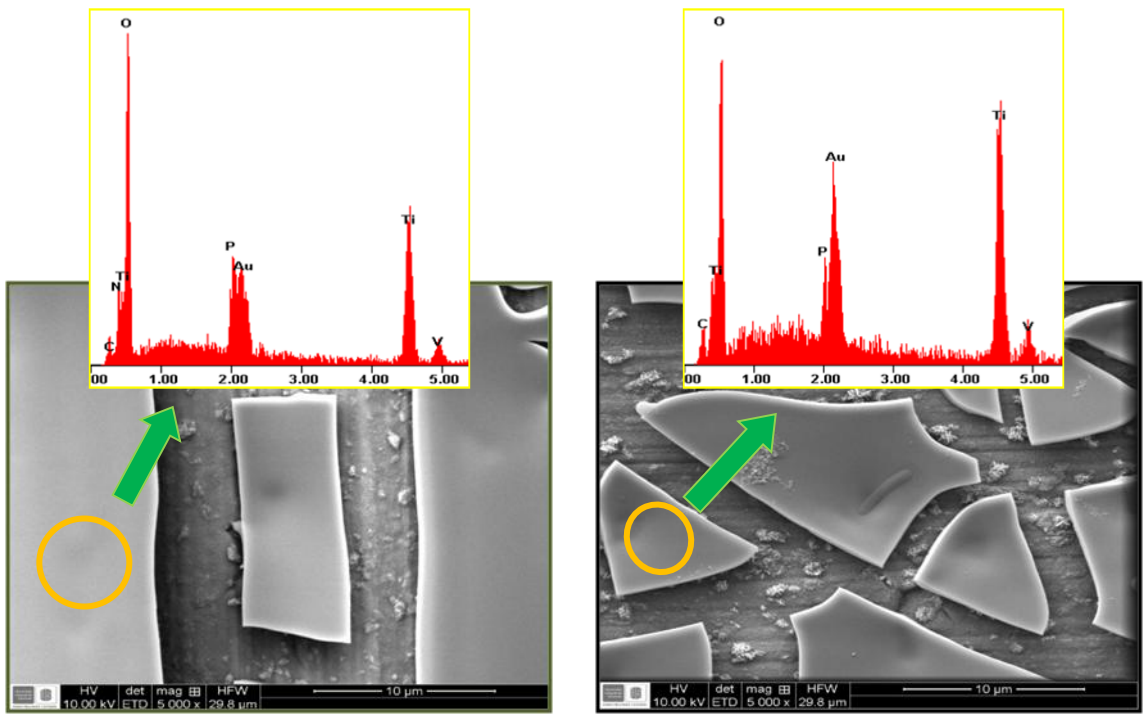 O
P
Au
Ti
Ti
N
C
V
00 1.00 2.00 3.00 4.00 5.00
O
Au
Ti
P
Ti
C
V
00 1.00 2.00 3.00 4.00 5.00
HV det mag HFW 10 µm
10.00 kV ETD 5 000 x 29.8 µm
HV det mag HFW 10 µm
10.00 kV ETD 5 000 x 29.8 µm